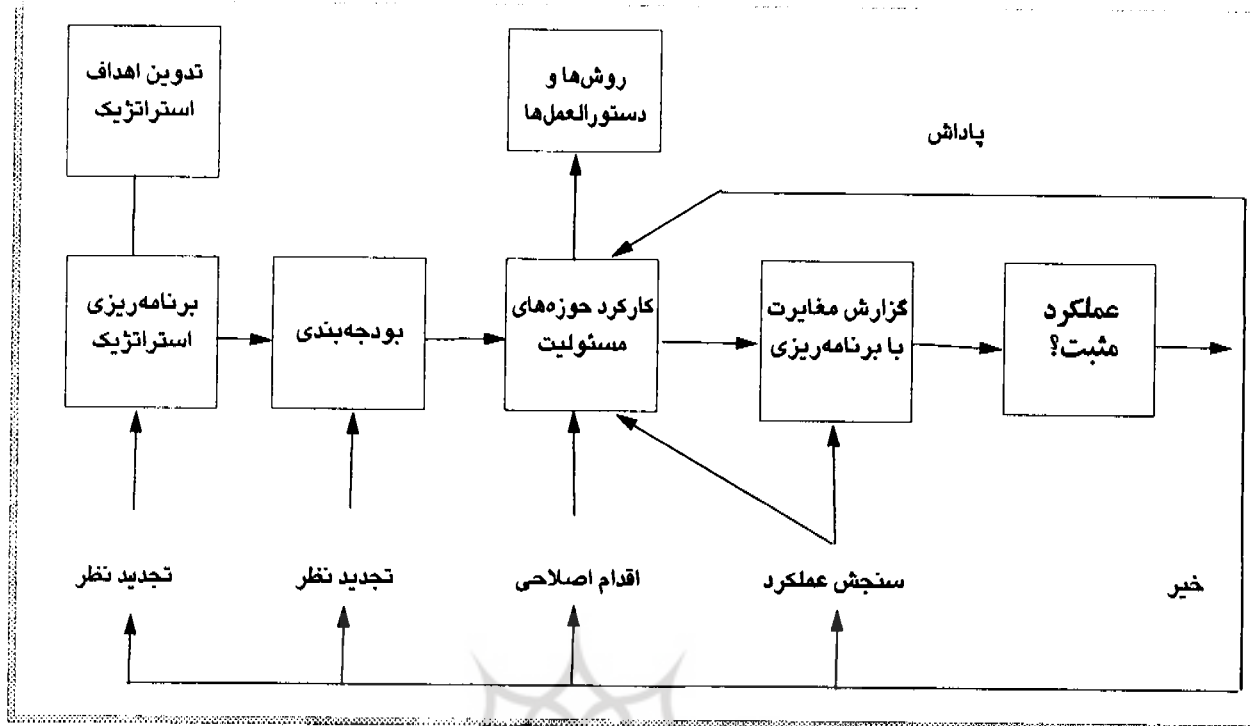 تدوین اهداف
استراتژیک
روش‌ها و
دستورالعمل‌ها
پاداش
برنامه‌ریزی
استراتژیک
بودجه‌بندی
کارکرد حوزه‌های
مسئولیت
گزارش مغایرت
با برنامه‌ریزی
عملکرد
مثبت؟
تجدید نظر
تجدید نظر
اقدام اصلاحی
سنجش عملکرد
خیر